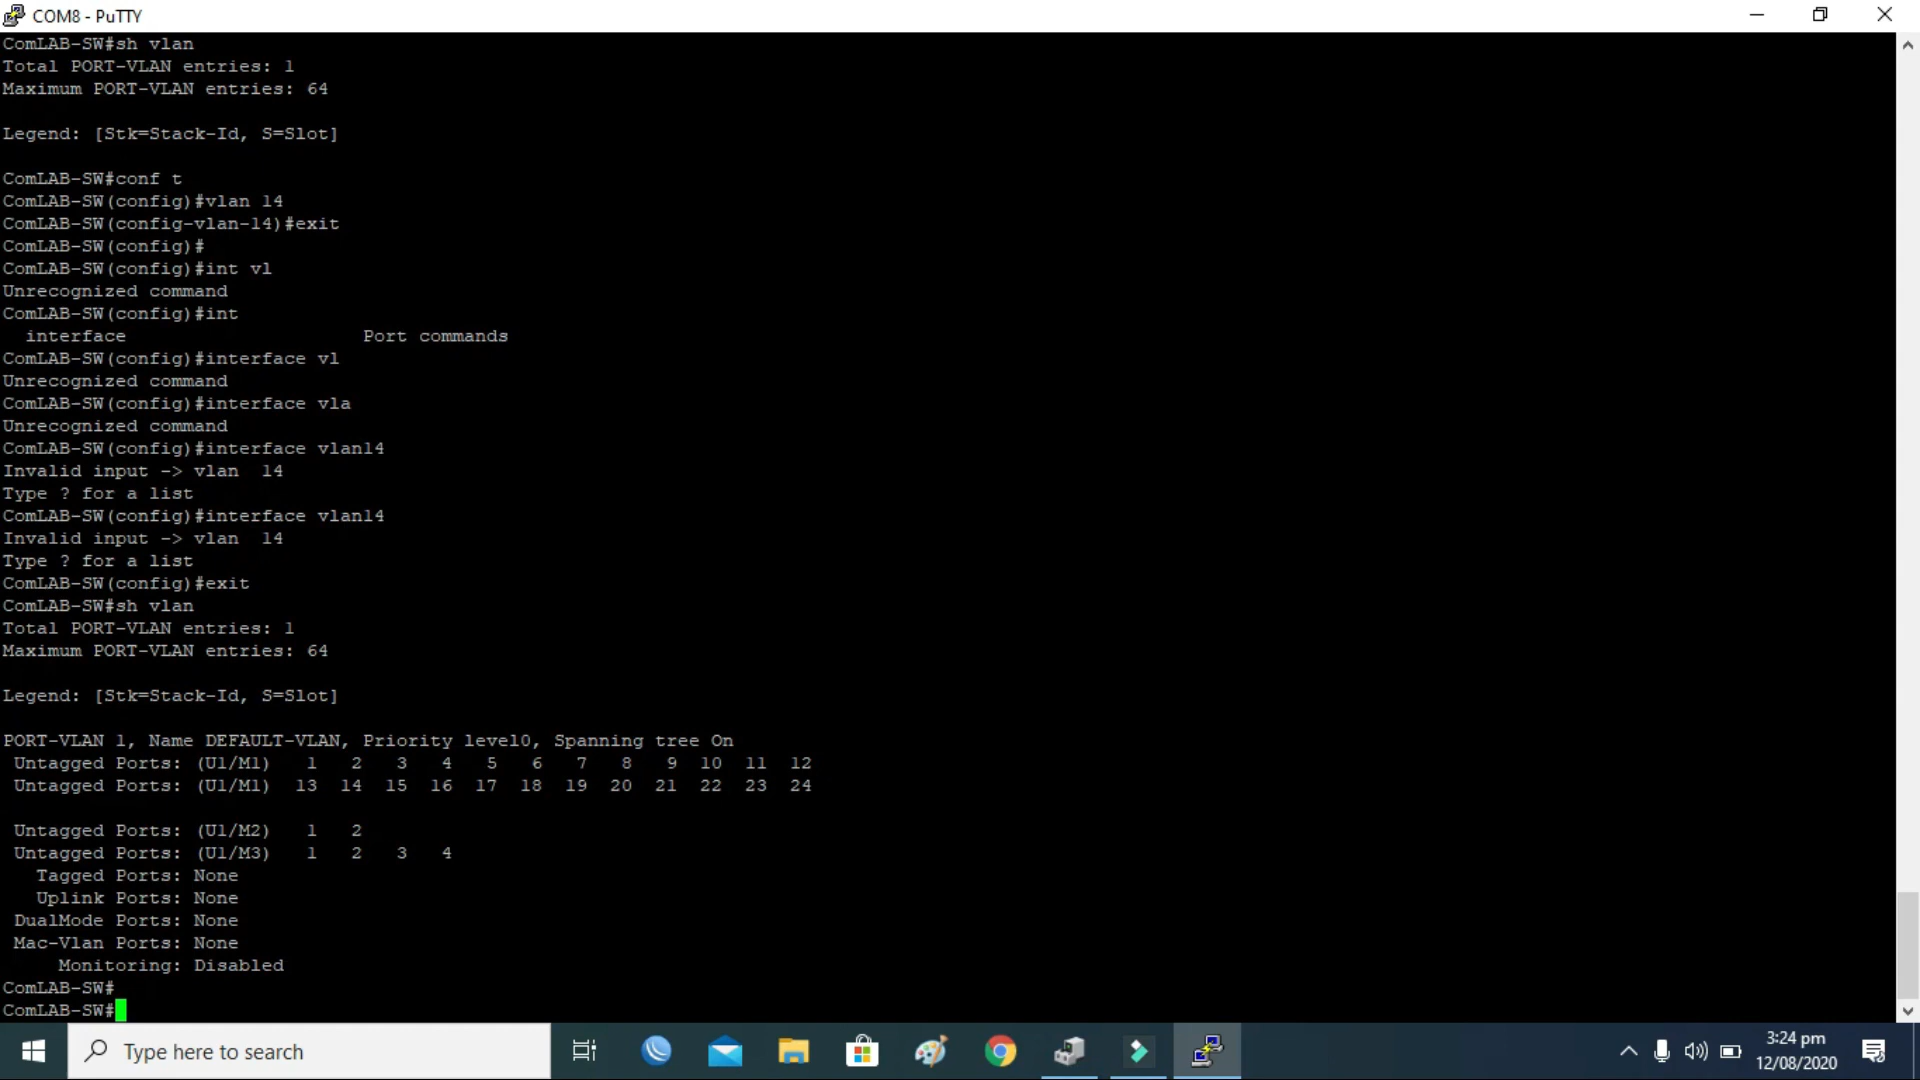 COM8 - PuTTY
ComLAB-SW#sh vlan
Total PORT-VLAN entries: 1
Maximum PORT-VLAN entries: 64
Legend: [Stk=Stack-Id, S=Slot]
ComLAB-SW#conf t
ComLAB-SW(config)#vlan 14
ComLAB-SW(config-vlan-14)#exit
ComLAB-SW(config)#
ComLAB-SW(config)#int vl
Unrecognized command
ComLAB-SW(config)#int
interface Port commands
ComLAB-SW(config)#interface vl
Unrecognized command
ComLAB-SW(config)#interface vla
Unrecognized command
ComLAB-SW(config)#interface vlan14
Invalid input -> vlan  14
Type ? for a list
ComLAB-SW(config)#interface vlan14
Invalid input -> vlan  14
Type ? for a list
ComLAB-SW(config)#exit
ComLAB-SW#sh vlan
Total PORT-VLAN entries: 1
Maximum PORT-VLAN entries: 64
Legend: [Stk=Stack-Id, S=Slot]
PORT-VLAN 1, Name DEFAULT-VLAN, Priority level0, Spanning tree On
Untagged Ports: (U1/M1) 1 2 3 4 5 6 7 8 9 10 11 12
Untagged Ports: (U1/M1) 13 14 15 16 17 18 19 20 21 22 23 24
Untagged Ports: (U1/M2) 1 2
Untagged Ports: (U1/M3) 1 2 3 4
Tagged Ports: None
Uplink Ports: None
DualMode Ports: None
Mac-Vlan Ports: None
Monitoring: Disabled
ComLAB-SW#
ComLAB-SW#
Type here to search
3:24 pm
12/08/2020